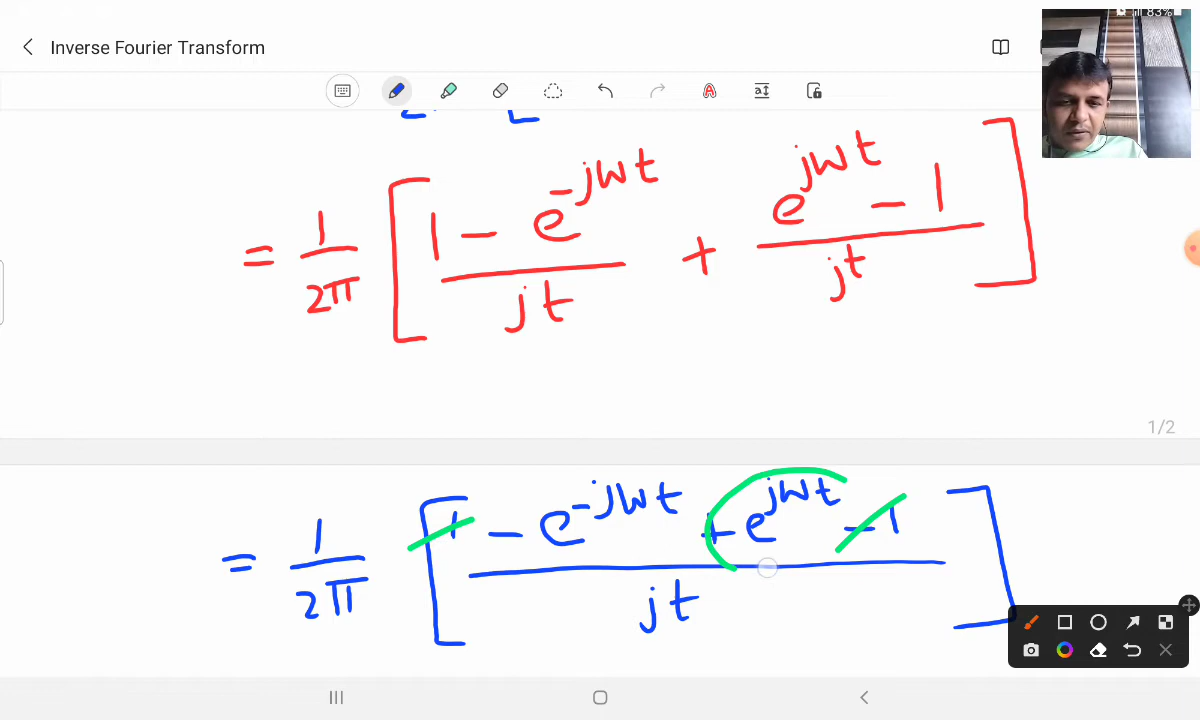 83%
Inverse Fourier Transform
= 1/2π [ (1 - e^{-jwt})/jt + (e^{jwt} - 1)/jt ]
1/2
= 1/2π [ (1 - e^{-jwt} + e^{jwt} - 1)/jt ]